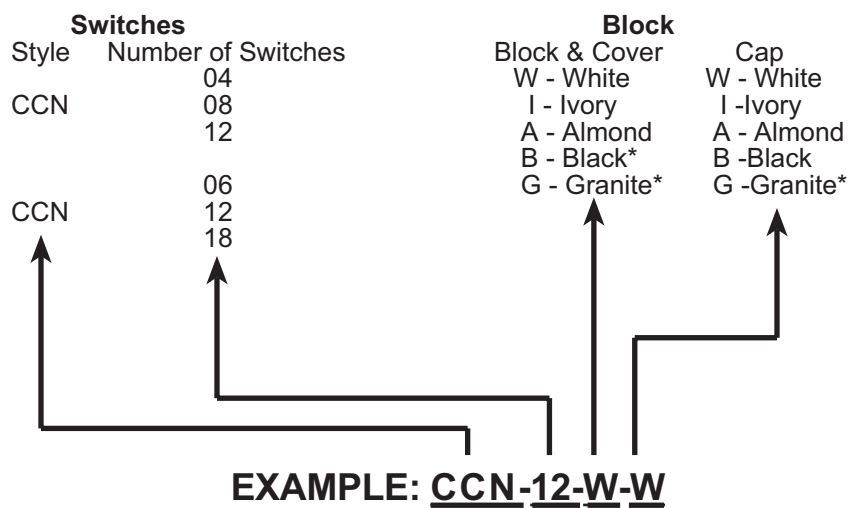 Switches Block
Style Number of Switches Block & Cover Cap
04 W - White W - White
CCN 08 I - Ivory I -Ivory
12 A - Almond A - Almond
B - Black* B -Black
06 G - Granite* G -Granite*
CCN 12
18
EXAMPLE: CCN-12-W-W